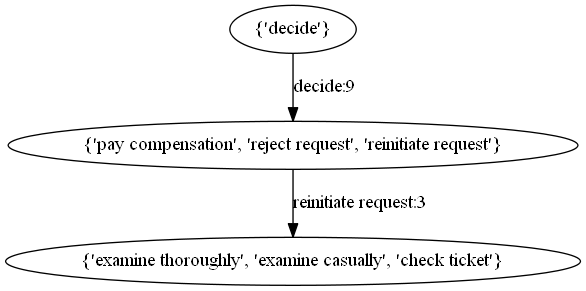 {'decide'}
decide:9
{'pay compensation', 'reject request', 'reinitiate request'}
reinitiate request:3
{'examine thoroughly', 'examine casually', 'check ticket'}